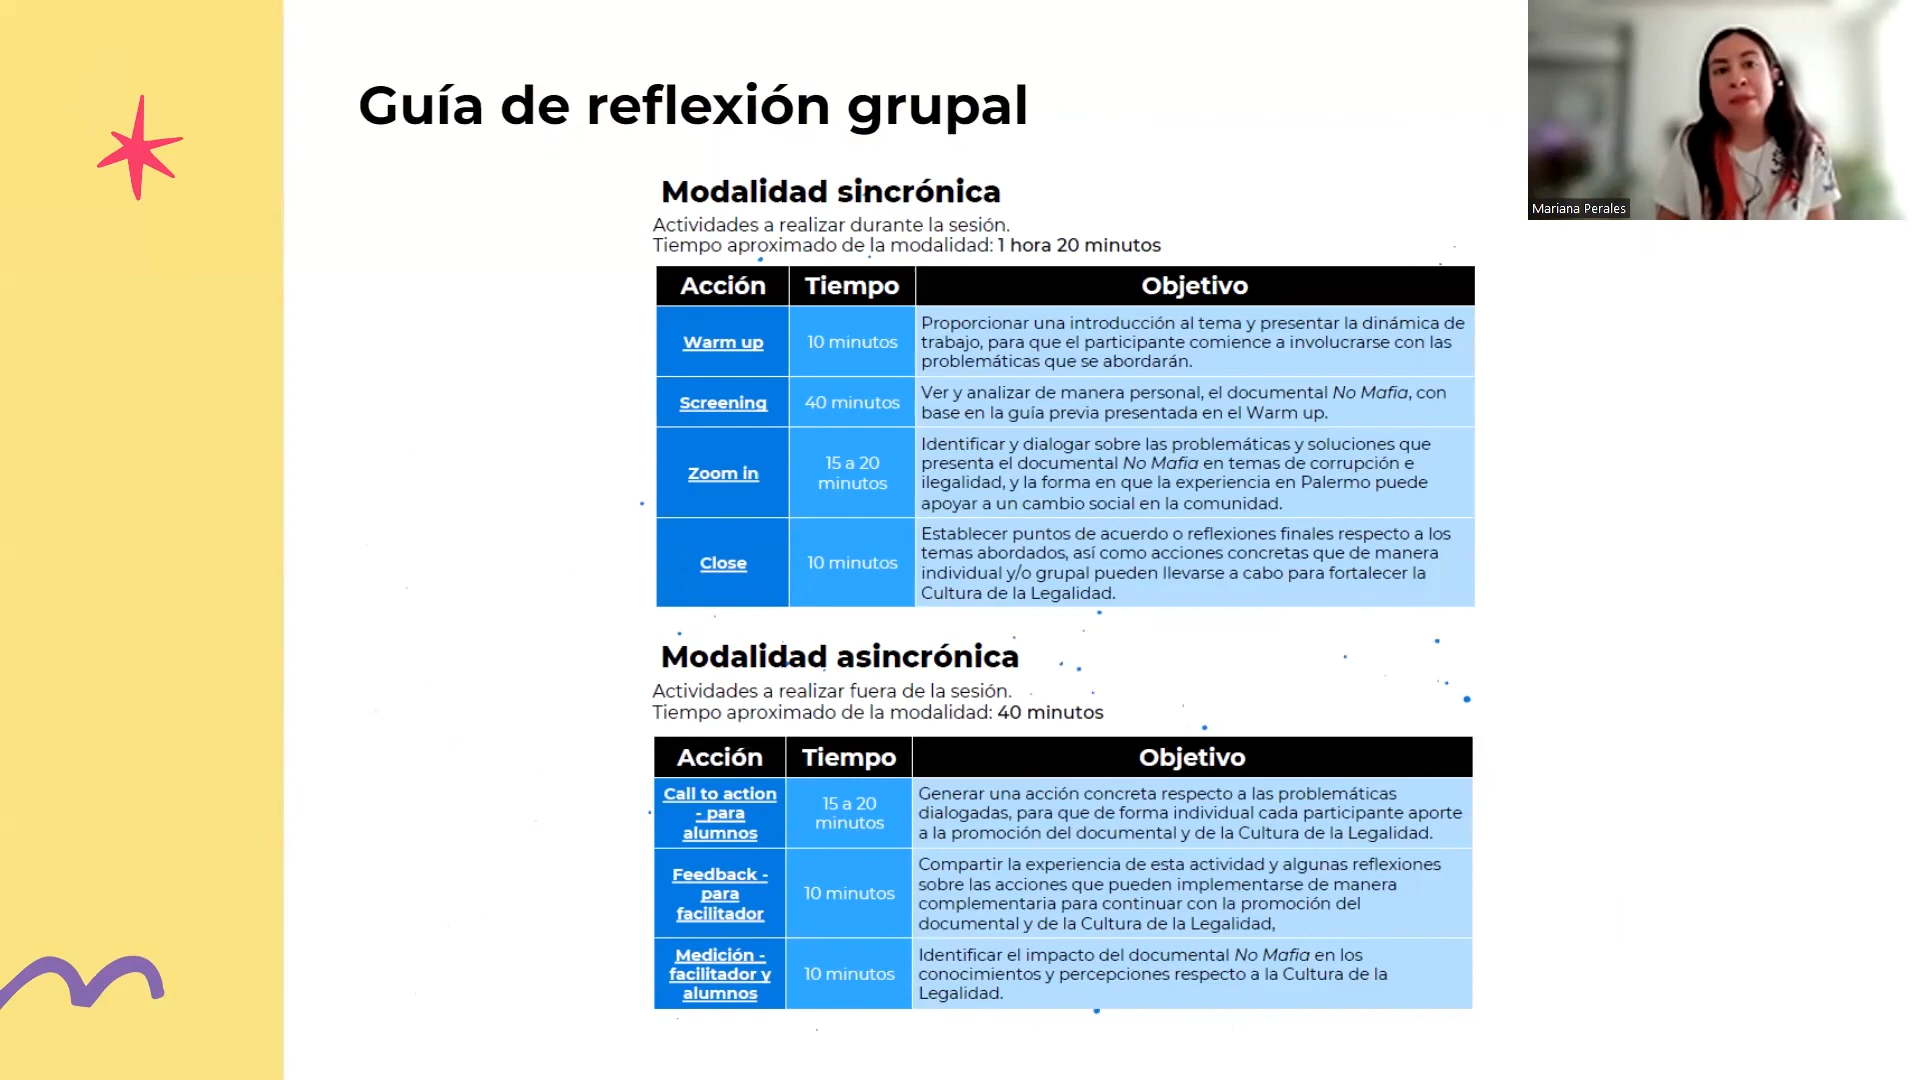 Guía de reflexión grupal
Mariana Perales
Modalidad sincrónica
Actividades a realizar durante la sesión.
Tiempo aproximado de la modalidad: 1 hora 20 minutos
Acción Tiempo Objetivo
Warm up
10 minutos
Proporcionar una introducción al tema y presentar la dinámica de
trabajo, para que el participante comience a involucrarse con las
problemáticas que se abordarán.
Screening
40 minutos
Ver y analizar de manera personal, el documental No Mafia, con
base en la guía previa presentada en el Warm up.
Zoom in
15 a 20
minutos
Identificar y dialogar sobre las problemáticas y soluciones que
presenta el documental No Mafia en temas de corrupción e
ilegalidad, y la forma en que la experiencia en Palermo puede
apoyar a un cambio social en la comunidad.
Close
10 minutos
Establecer puntos de acuerdo o reflexiones finales respecto a los
temas abordados, así como acciones concretas que de manera
individual y/o grupal pueden llevarse a cabo para fortalecer la
Cultura de la Legalidad.
Modalidad asincrónica
Actividades a realizar fuera de la sesión.
Tiempo aproximado de la modalidad: 40 minutos
Acción Tiempo Objetivo
Call to action
- para
alumnos
15 a 20
minutos
Generar una acción concreta respecto a las problemáticas
dialogadas, para que de forma individual cada participante aporte
a la promoción del documental y de la Cultura de la Legalidad.
Feedback -
para
facilitador
10 minutos
Compartir la experiencia de esta actividad y algunas reflexiones
sobre las acciones que pueden implementarse de manera
complementaria para continuar con la promoción del
documental y de la Cultura de la Legalidad,
Medición -
facilitador y
alumnos
10 minutos
Identificar el impacto del documental No Mafia en los
conocimientos y percepciones respecto a la Cultura de la
Legalidad.